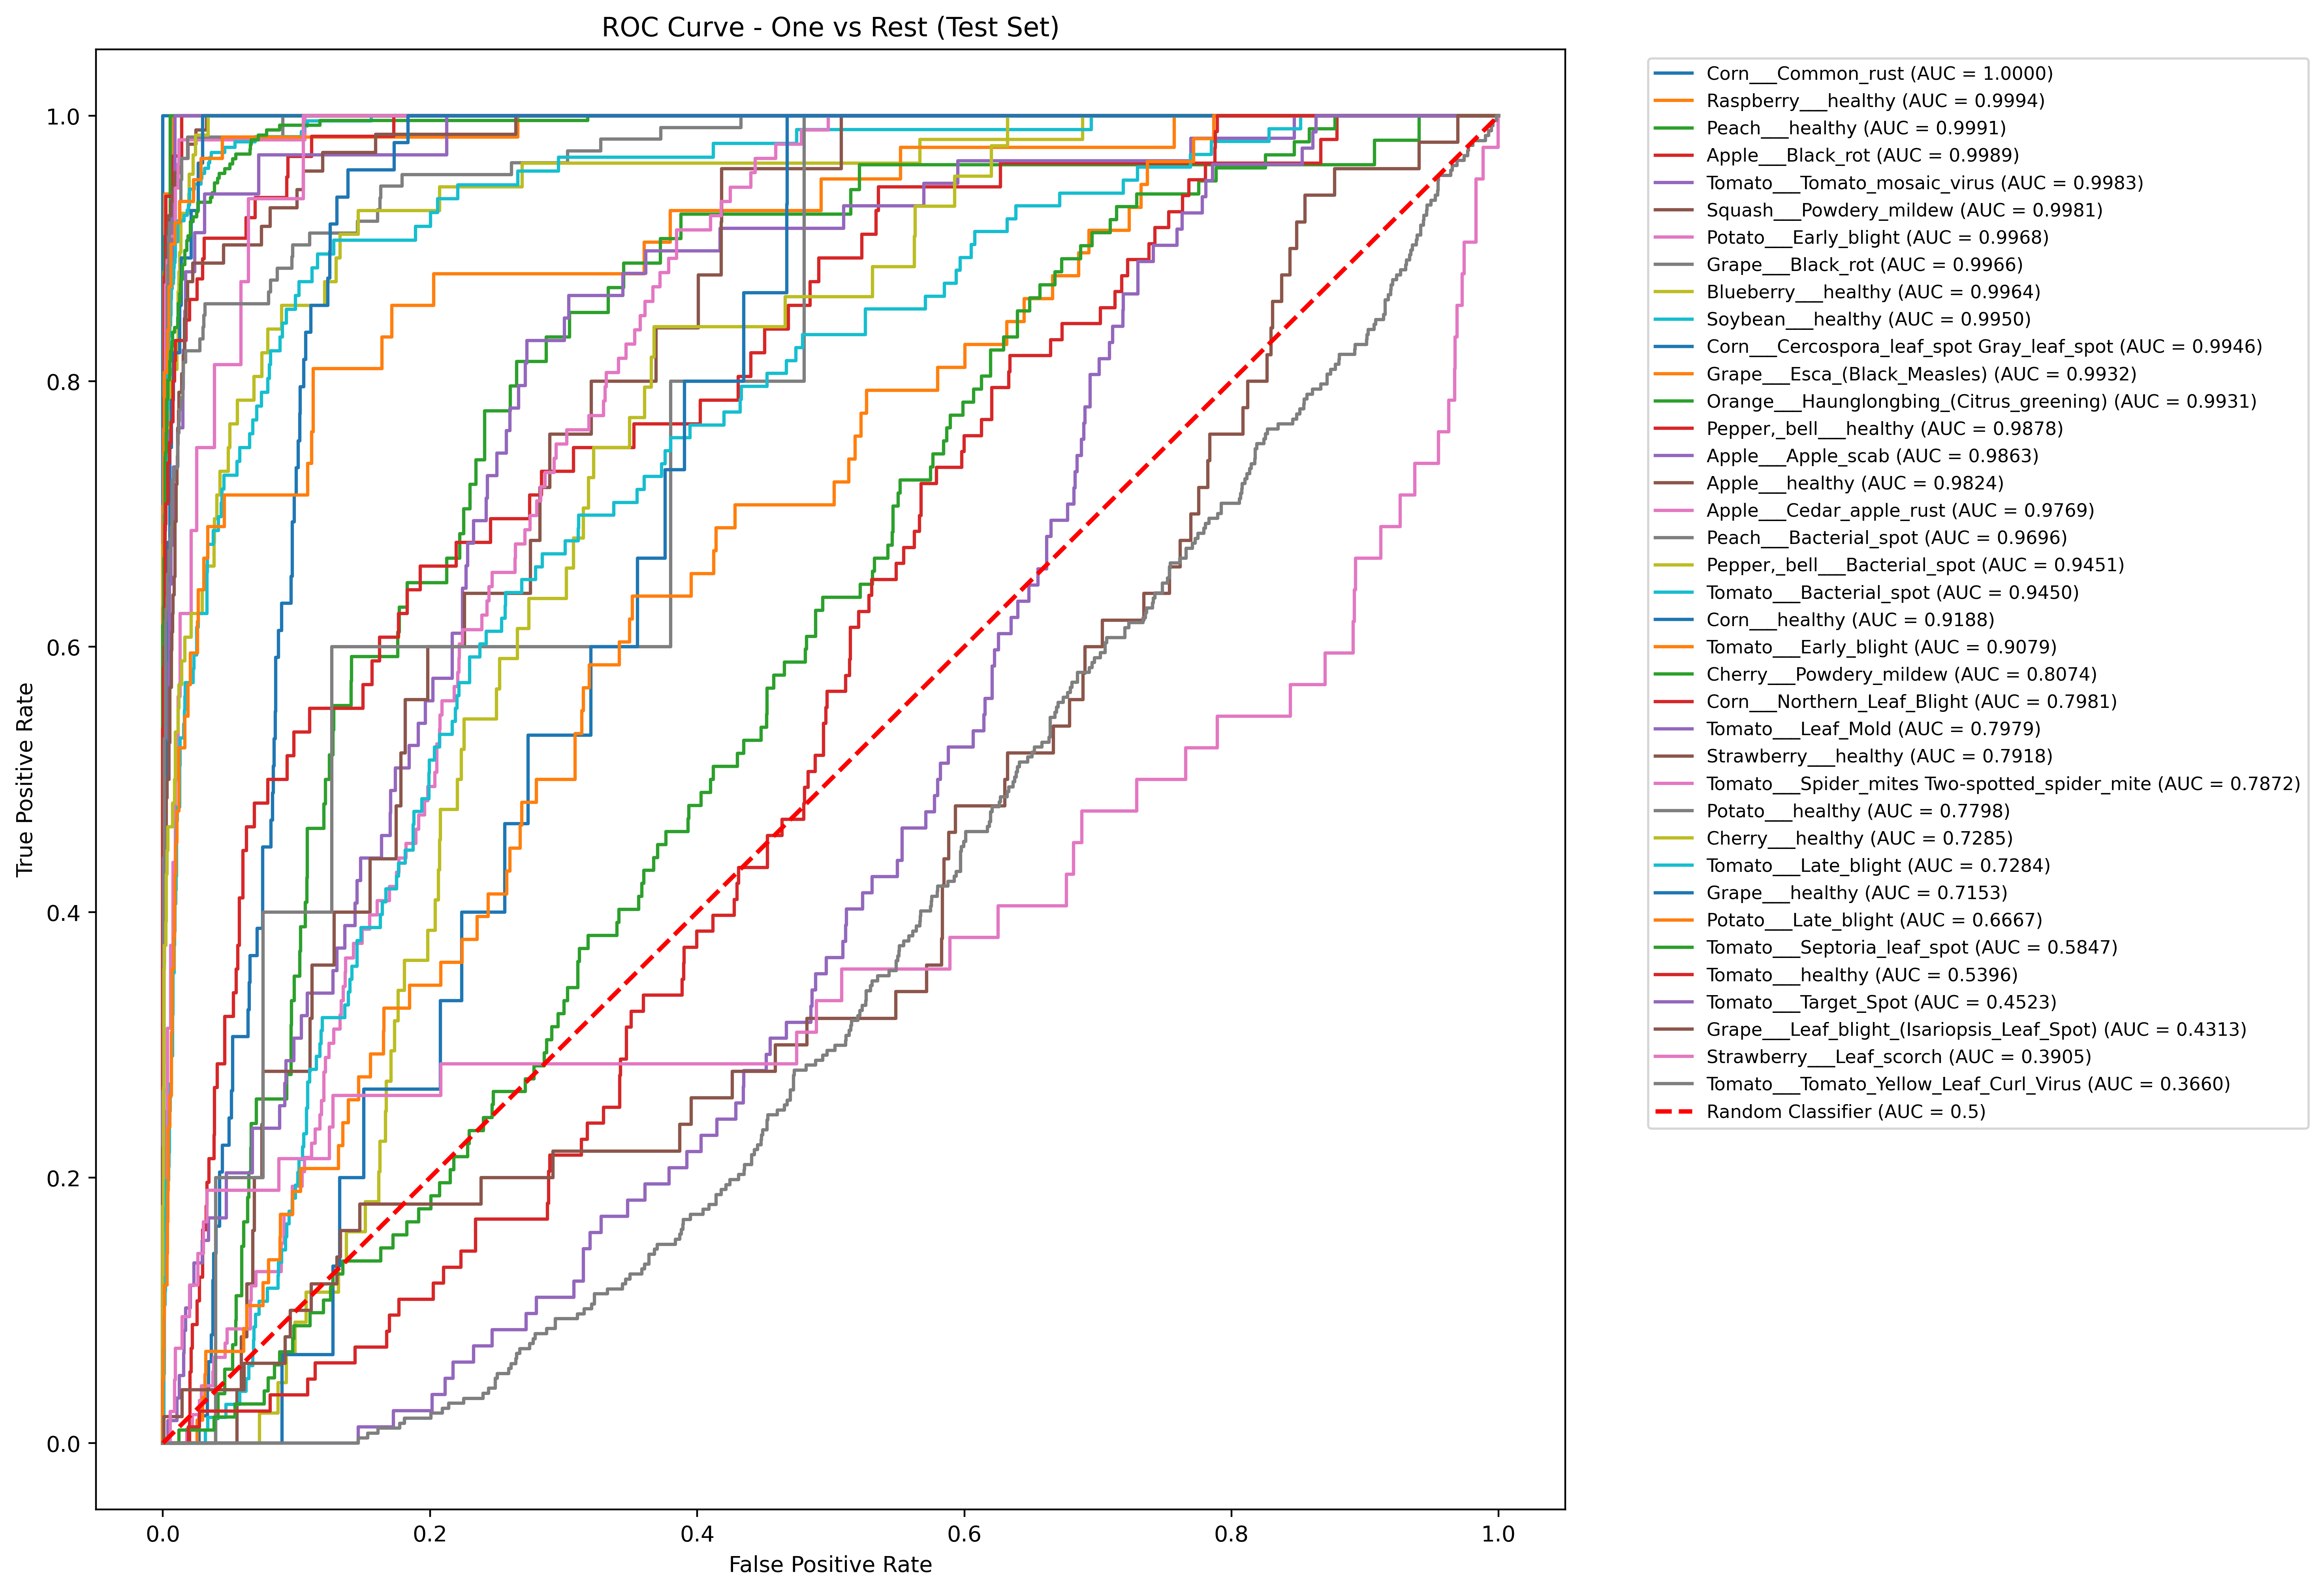 ROC Curve - One vs Rest (Test Set)
True Positive Rate
1.0
0.8
0.6
0.4
0.2
0.0
0.0 0.2 0.4 0.6 0.8 1.0
False Positive Rate
Corn___Common_rust (AUC = 1.0000)
Raspberry___healthy (AUC = 0.9994)
Peach___healthy (AUC = 0.9991)
Apple___Black_rot (AUC = 0.9989)
Tomato___Tomato_mosaic_virus (AUC = 0.9983)
Squash___Powdery_mildew (AUC = 0.9981)
Potato___Early_blight (AUC = 0.9968)
Grape___Black_rot (AUC = 0.9966)
Blueberry___healthy (AUC = 0.9964)
Soybean___healthy (AUC = 0.9950)
Corn___Cercospora_leaf_spot Gray_leaf_spot (AUC = 0.9946)
Grape___Esca_(Black_Measles) (AUC = 0.9932)
Orange___Haunglongbing_(Citrus_greening) (AUC = 0.9931)
Pepper,_bell___healthy (AUC = 0.9878)
Apple___Apple_scab (AUC = 0.9863)
Apple___healthy (AUC = 0.9824)
Apple___Cedar_apple_rust (AUC = 0.9769)
Peach___Bacterial_spot (AUC = 0.9696)
Pepper,_bell___Bacterial_spot (AUC = 0.9451)
Tomato___Bacterial_spot (AUC = 0.9450)
Corn___healthy (AUC = 0.9188)
Tomato___Early_blight (AUC = 0.9079)
Cherry___Powdery_mildew (AUC = 0.8074)
Corn___Northern_Leaf_Blight (AUC = 0.7981)
Tomato___Leaf_Mold (AUC = 0.7979)
Strawberry___healthy (AUC = 0.7918)
Tomato___Spider_mites Two-spotted_spider_mite (AUC = 0.7872)
Potato___healthy (AUC = 0.7798)
Cherry___healthy (AUC = 0.7285)
Tomato___Late_blight (AUC = 0.7284)
Grape___healthy (AUC = 0.7153)
Potato___Late_blight (AUC = 0.6667)
Tomato___Septoria_leaf_spot (AUC = 0.5847)
Tomato___healthy (AUC = 0.5396)
Tomato___Target_Spot (AUC = 0.4523)
Grape___Leaf_blight_(Isariopsis_Leaf_Spot) (AUC = 0.4313)
Strawberry___Leaf_scorch (AUC = 0.3905)
Tomato___Tomato_Yellow_Leaf_Curl_Virus (AUC = 0.3660)
Random Classifier (AUC = 0.5)